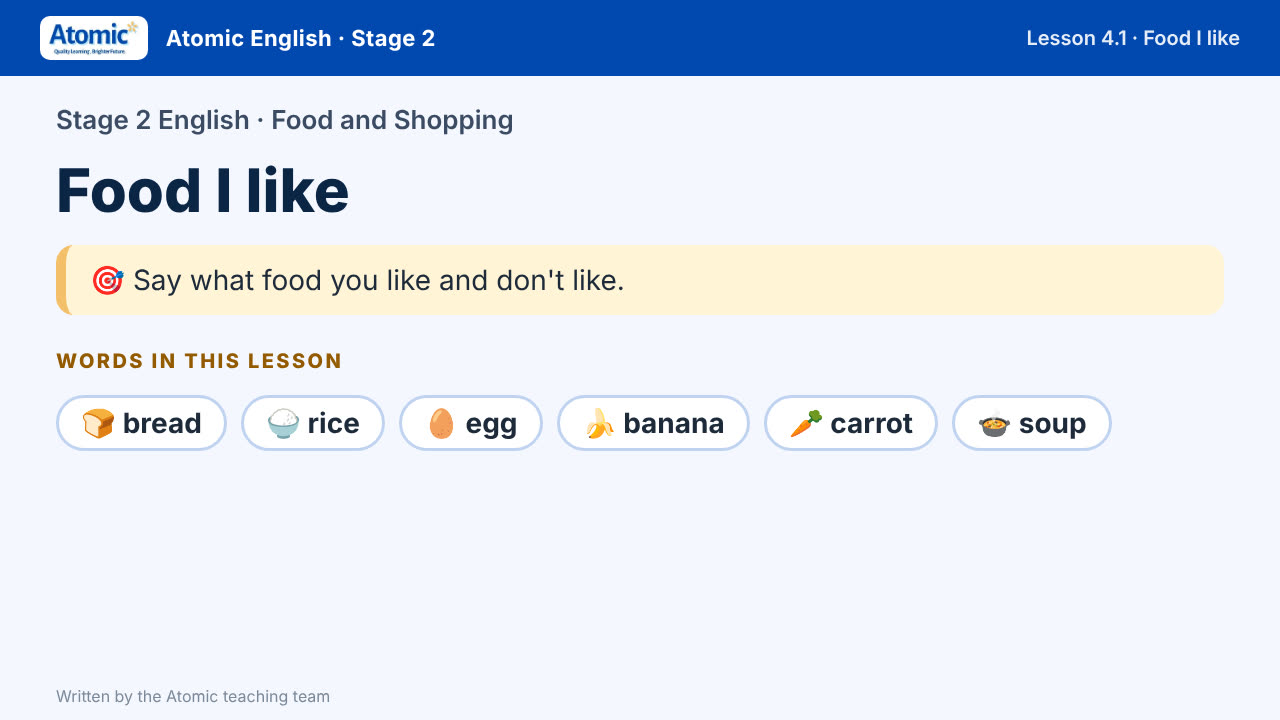 Atomic
Quality Learning . Brighter Future.
Atomic English · Stage 2
Lesson 4.1 · Food I like
Stage 2 English · Food and Shopping
Food I like
Say what food you like and don't like.
WORDS IN THIS LESSON
bread rice egg banana carrot soup
Written by the Atomic teaching team